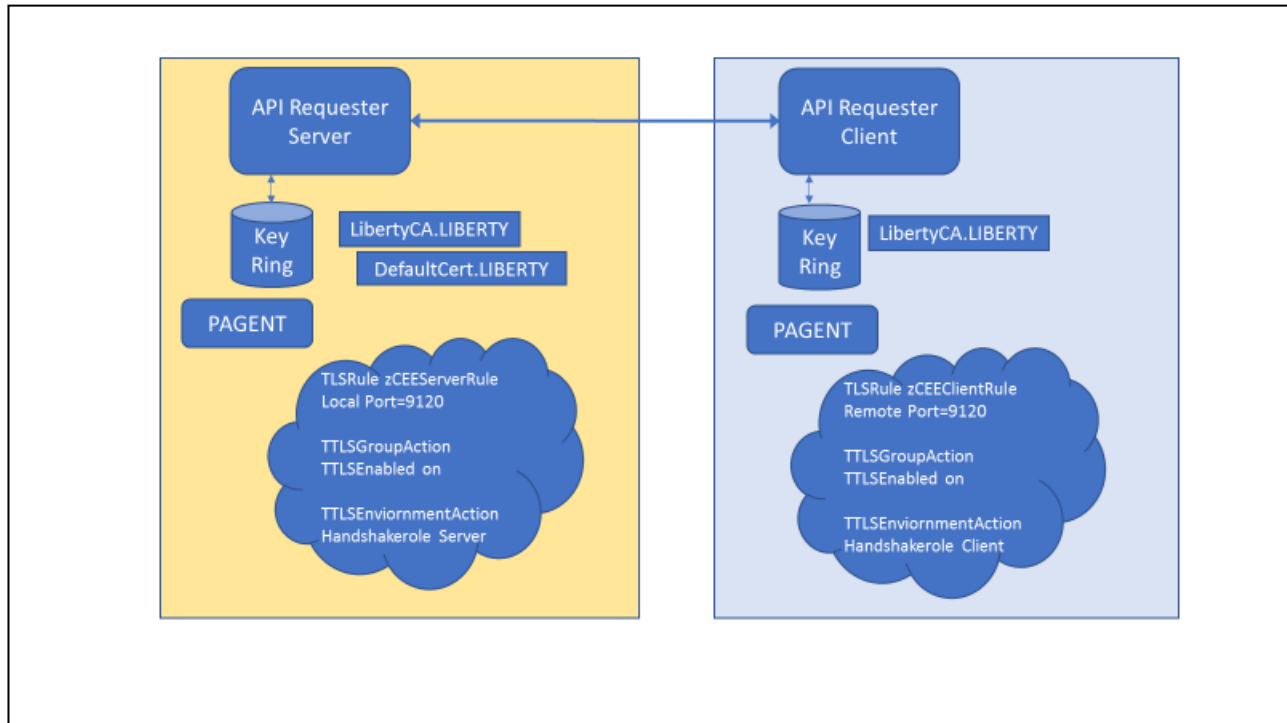 API Requester
Server
Key
Ring
LibertyCA.LIBERTY
DefaultCert.LIBERTY
PAGENT
TLSRule zCEEServerRule
Local Port=9120
TTLSGroupAction
TTLSEnabled on
TTLSEnviornmentAction
Handshakerole Server
API Requester
Client
Key
Ring
LibertyCA.LIBERTY
PAGENT
TLSRule zCEEClientRule
Remote Port=9120
TTLSGroupAction
TTLSEnabled on
TTLSEnviornmentAction
Handshakerole Client